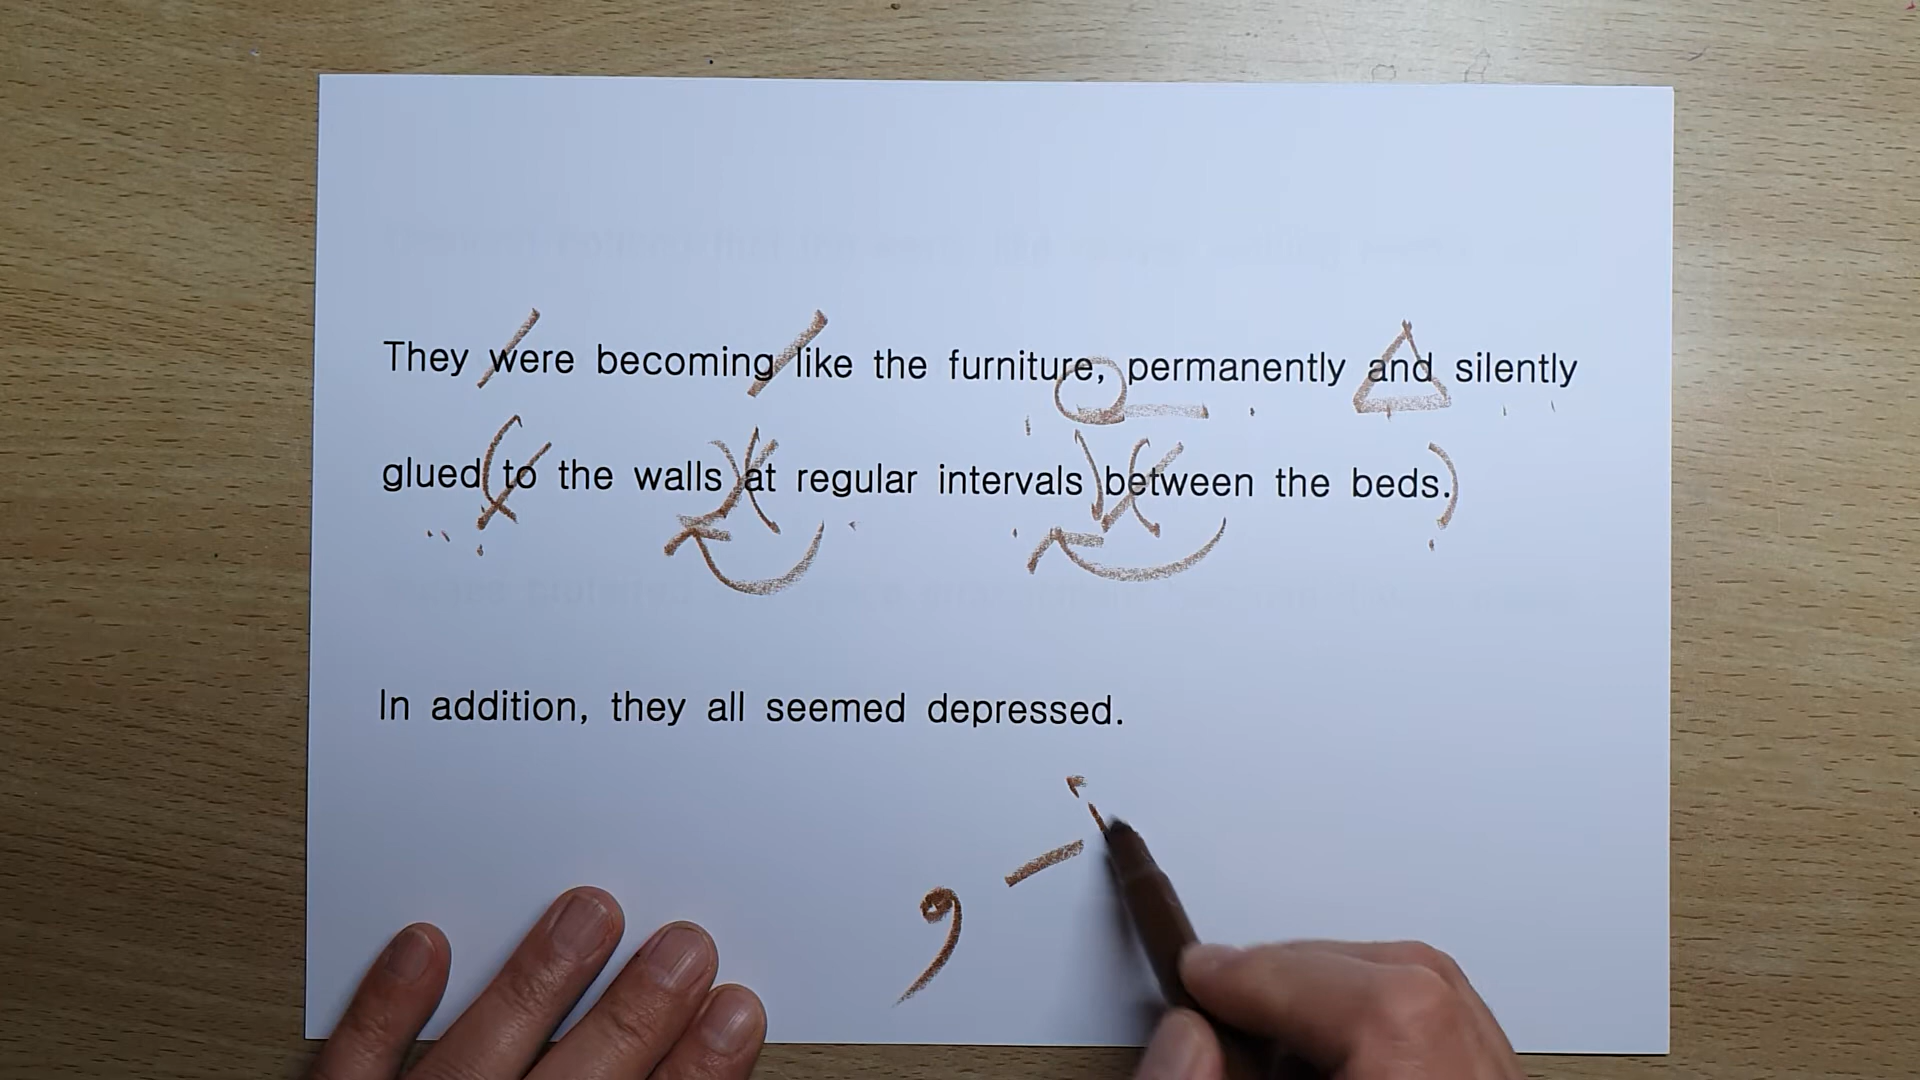 They were becoming like the furniture, permanently and silently
glued to the walls at regular intervals between the beds.
In addition, they all seemed depressed.
,